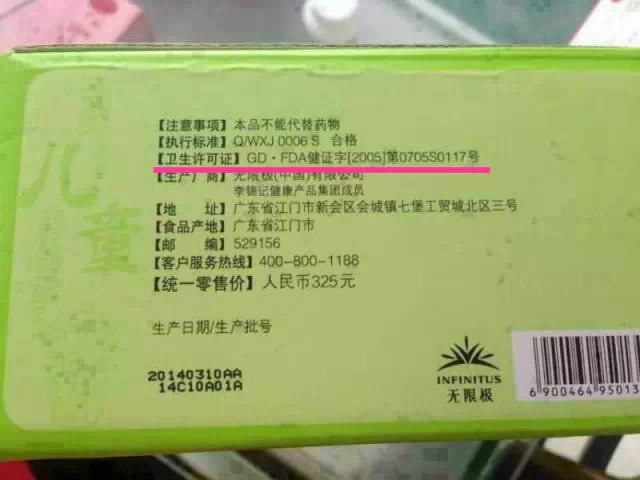 儿童
【注意事项】本品不能代替药物
【执行标准】Q/WXJ 0006 S 合格
【卫生许可证】GD·FDA健证字[2005]第0705S0117号
【生产厂商】无限极(中国)有限公司
李锦记健康产品集团成员
【地 址】广东省江门市新会区会城镇七堡工贸城北区三号
【食品产地】广东省江门市
【邮 编】529156
【客户服务热线】400-800-1188
【统一零售价】人民币325元
生产日期/生产批号
20140310AA
14C10A01A
INFINITUS
无限极
6 900464 95013